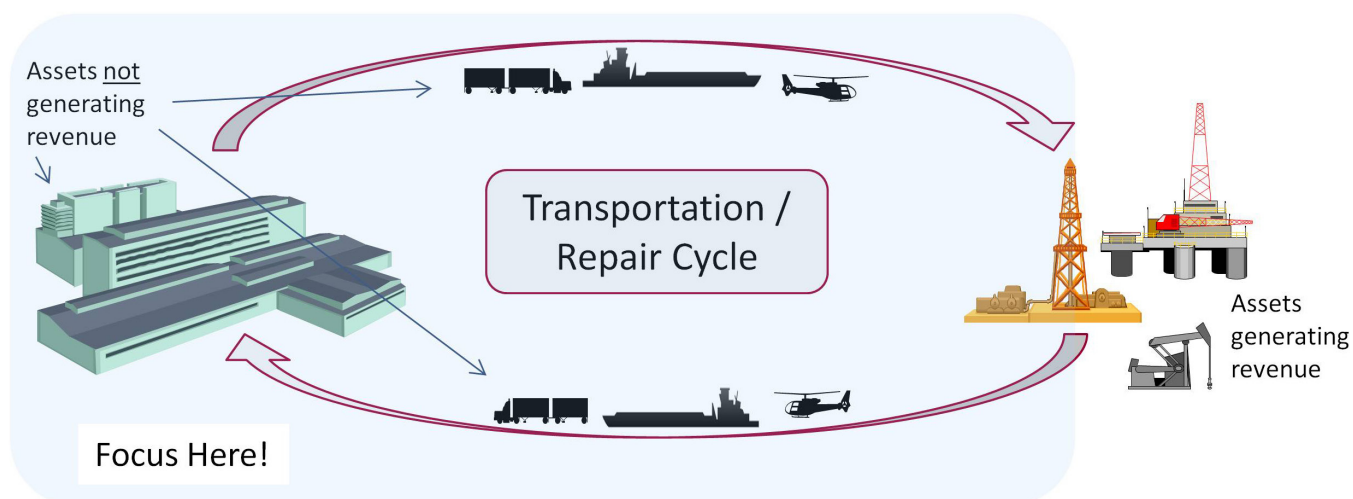 Assets not
generating
revenue
Transportation /
Repair Cycle
Assets
generating
revenue
Focus Here!